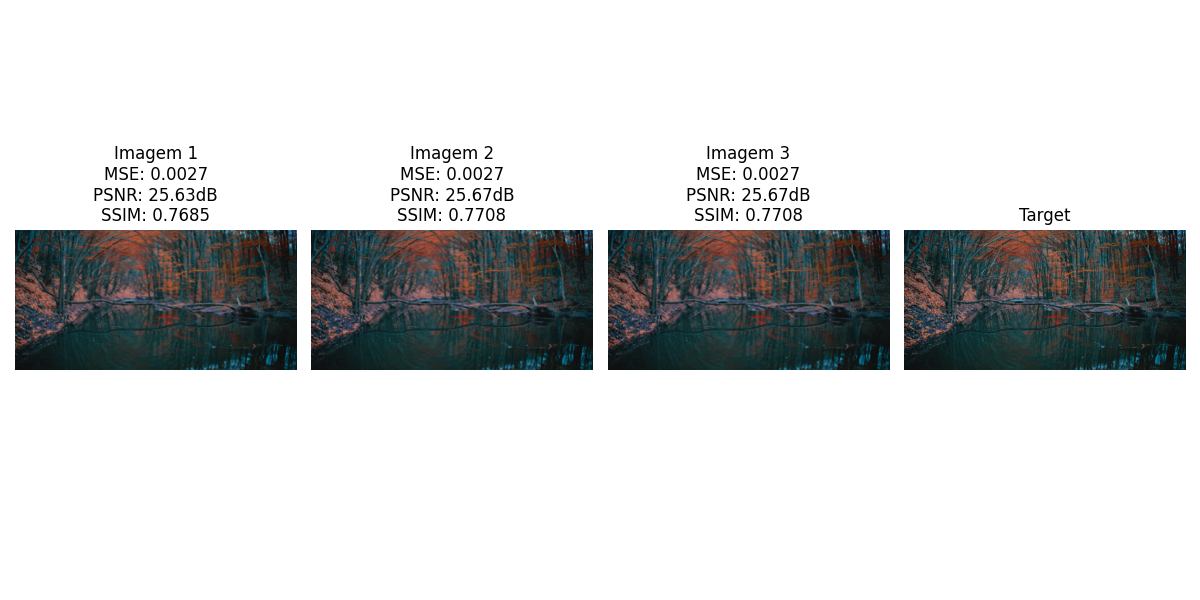 Imagem 1
MSE: 0.0027
PSNR: 25.63dB
SSIM: 0.7685
Imagem 2
MSE: 0.0027
PSNR: 25.67dB
SSIM: 0.7708
Imagem 3
MSE: 0.0027
PSNR: 25.67dB
SSIM: 0.7708
Target